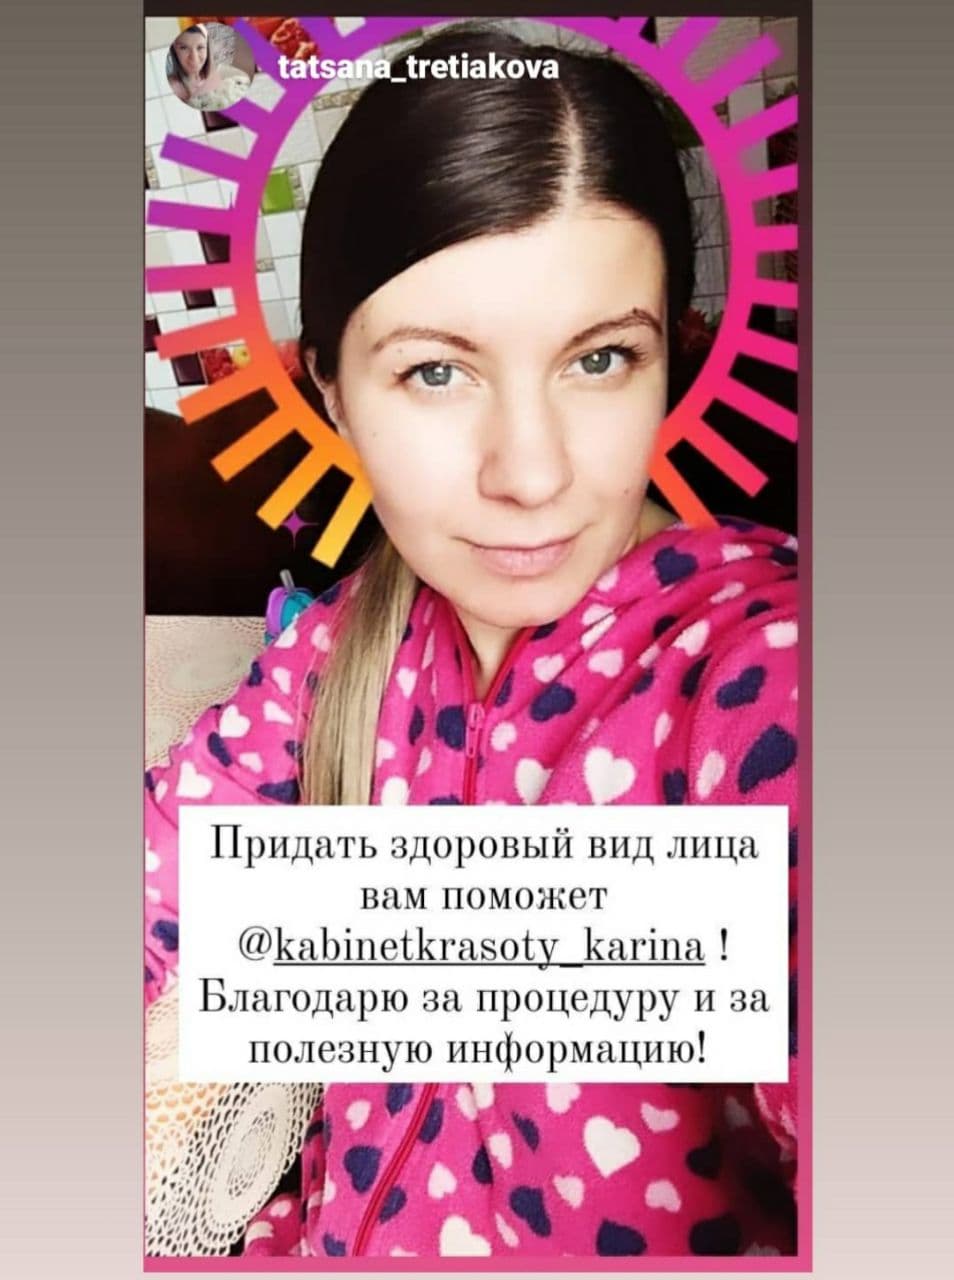 tatsana_tretiakova
Придать здоровый вид лица
вам поможет
@kabinetkrasoty_karina !
Благодарю за процедуру и за
полезную информацию!